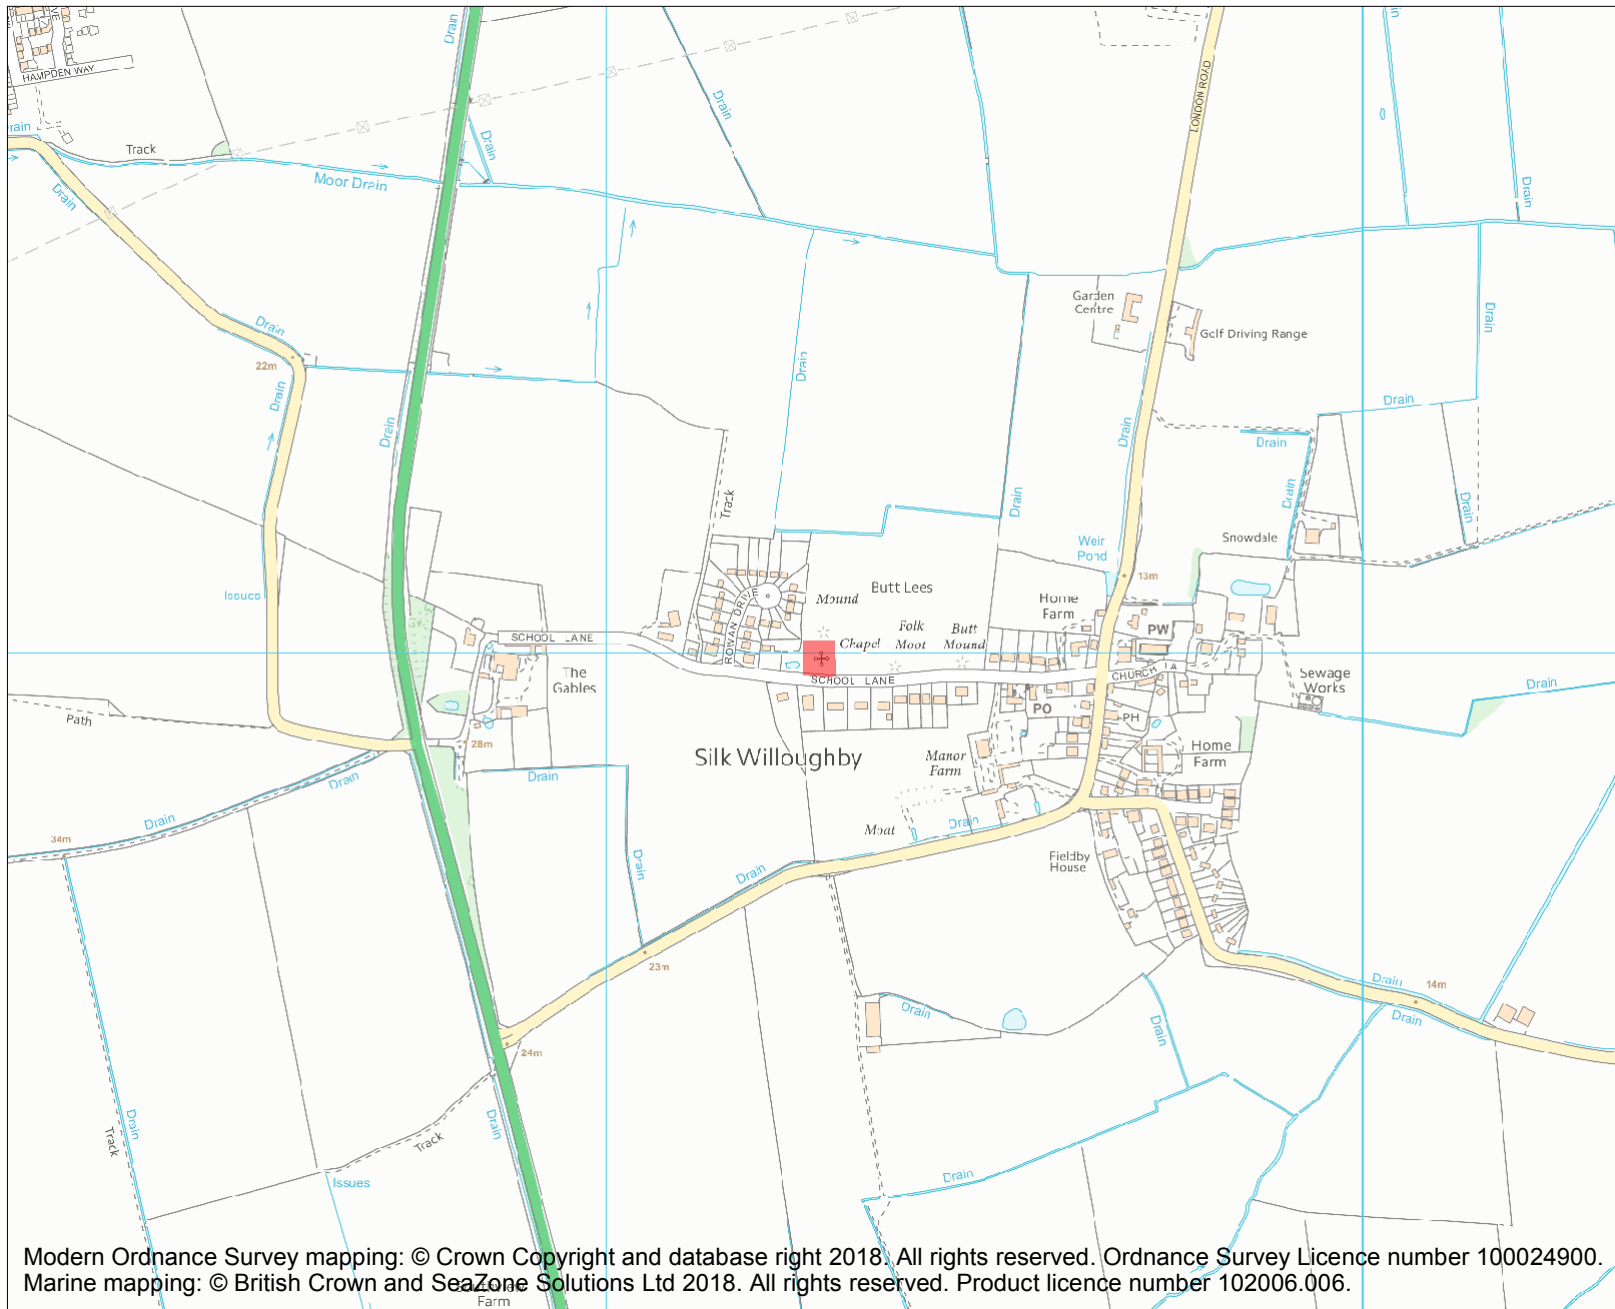 HAMPDEN WAY
Drain
Drain
Track
Drain
Moor Drain
Drain
Drain
Drain
LONDON ROAD
Drain
Garden
Centre
Golf Driving Range
Drain
22m
Drain
Drain
Drain
Drain
Drain
Drain
Drain
Drain
Drain
Drain
Track
Weir
Pond
13m
Snowdale
Issues
Butt Lees
Mound
Home
Farm
ROWAN DRIVE
Chapel
Folk
Moot
Butt
Mound
PW
SCHOOL LANE
SCHOOL LANE
CHURCH LA
The
Gables
Sewage
Works
Drain
Path
PO
PH
28m
Silk Willoughby
Manor
Farm
Home
Farm
Drain
Drain
Drain
34m
Moat
Drain
Drain
Drain
Fieldby
House
23m
Drain
14m
Drain
Drain
Drain
24m
Drain
Track
Drain
Track
Drain
Issues
Modern Ordnance Survey mapping: © Crown Copyright and database right 2018. All rights reserved. Ordnance Survey Licence number 100024900.
Marine mapping: © British Crown and SeaZone Solutions Ltd 2018. All rights reserved. Product licence number 102006.006.
Farm